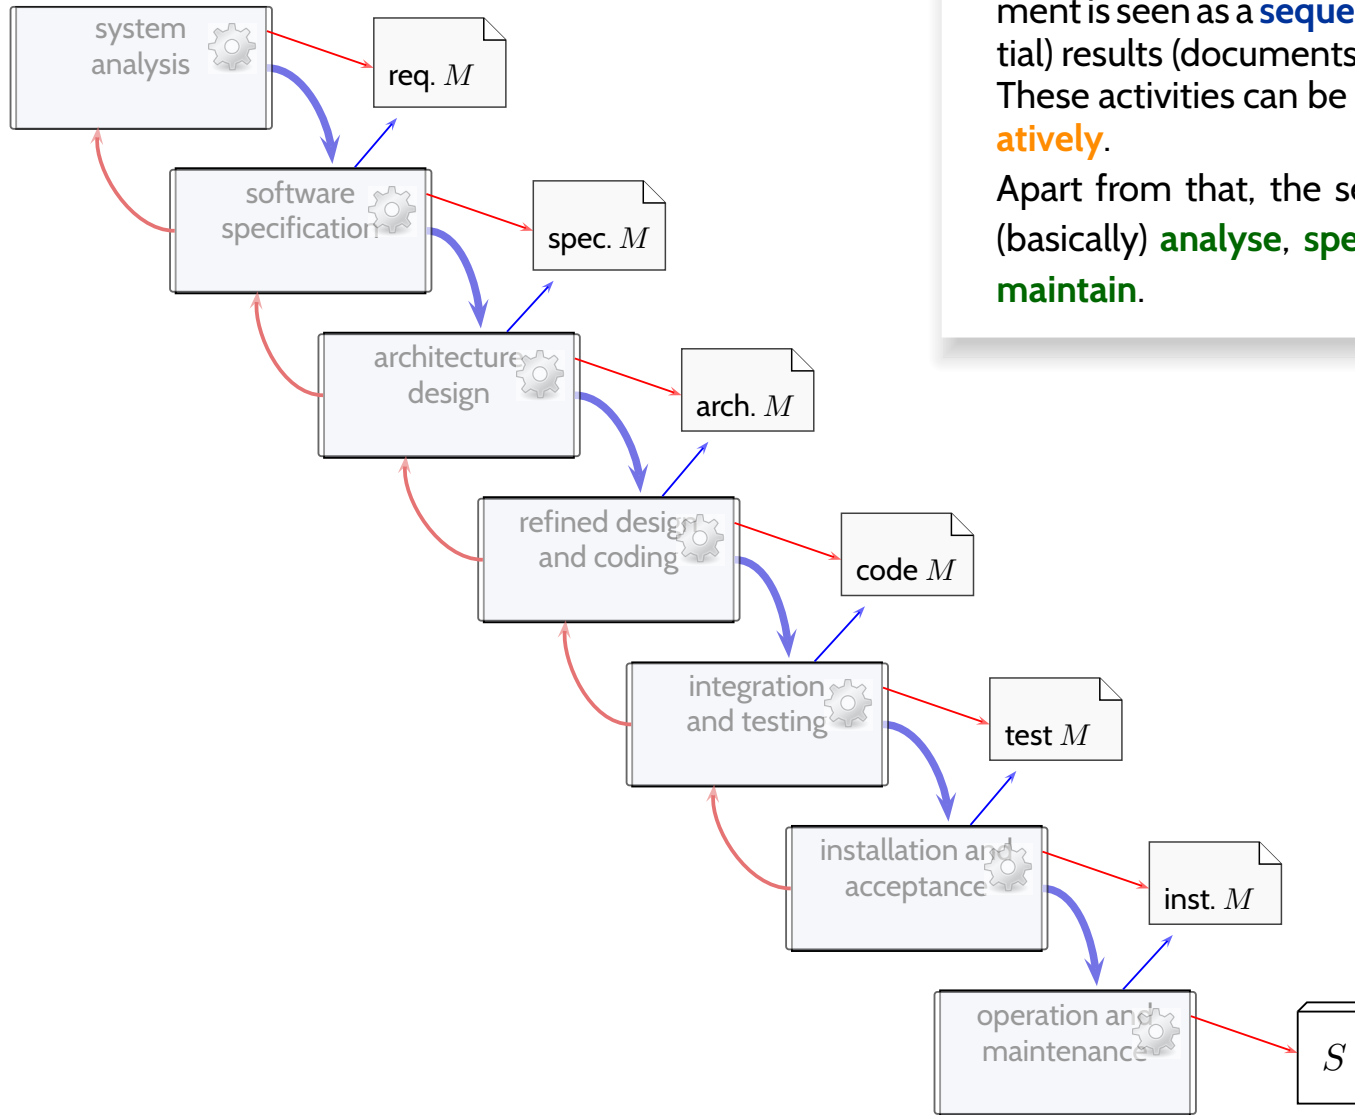 system
analysis
req. M
software
specification
spec. M
architecture
design
arch. M
refined design
and coding
code M
integration
and testing
test M
installation and
acceptance
inst. M
operation and
maintenance
S
ment is seen as a seque
tial) results (documents
These activities can be
atively.
Apart from that, the se
(basically) analyse, spe
maintain.